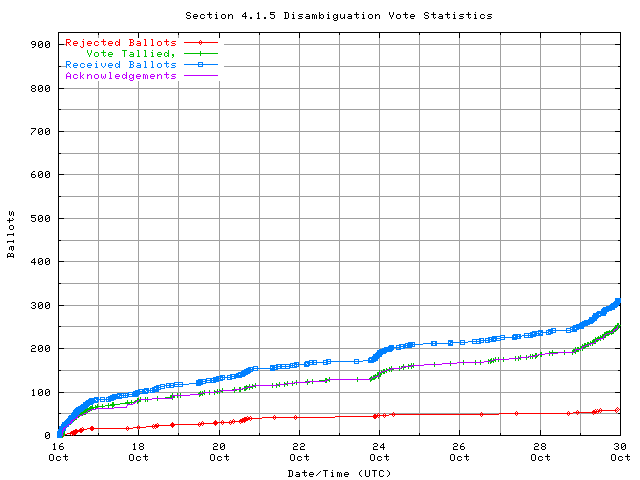 Section 4.1.5 Disambiguation Vote Statistics
900
800
700
600
500
400
300
200
100
0
Ballots
Rejected Ballots
Vote Tallied,
Received Ballots
Acknowledgements
16 18 20 22 24 26 28 30
Oct Oct Oct Oct Oct Oct Oct Oct
Date/Time (UTC)